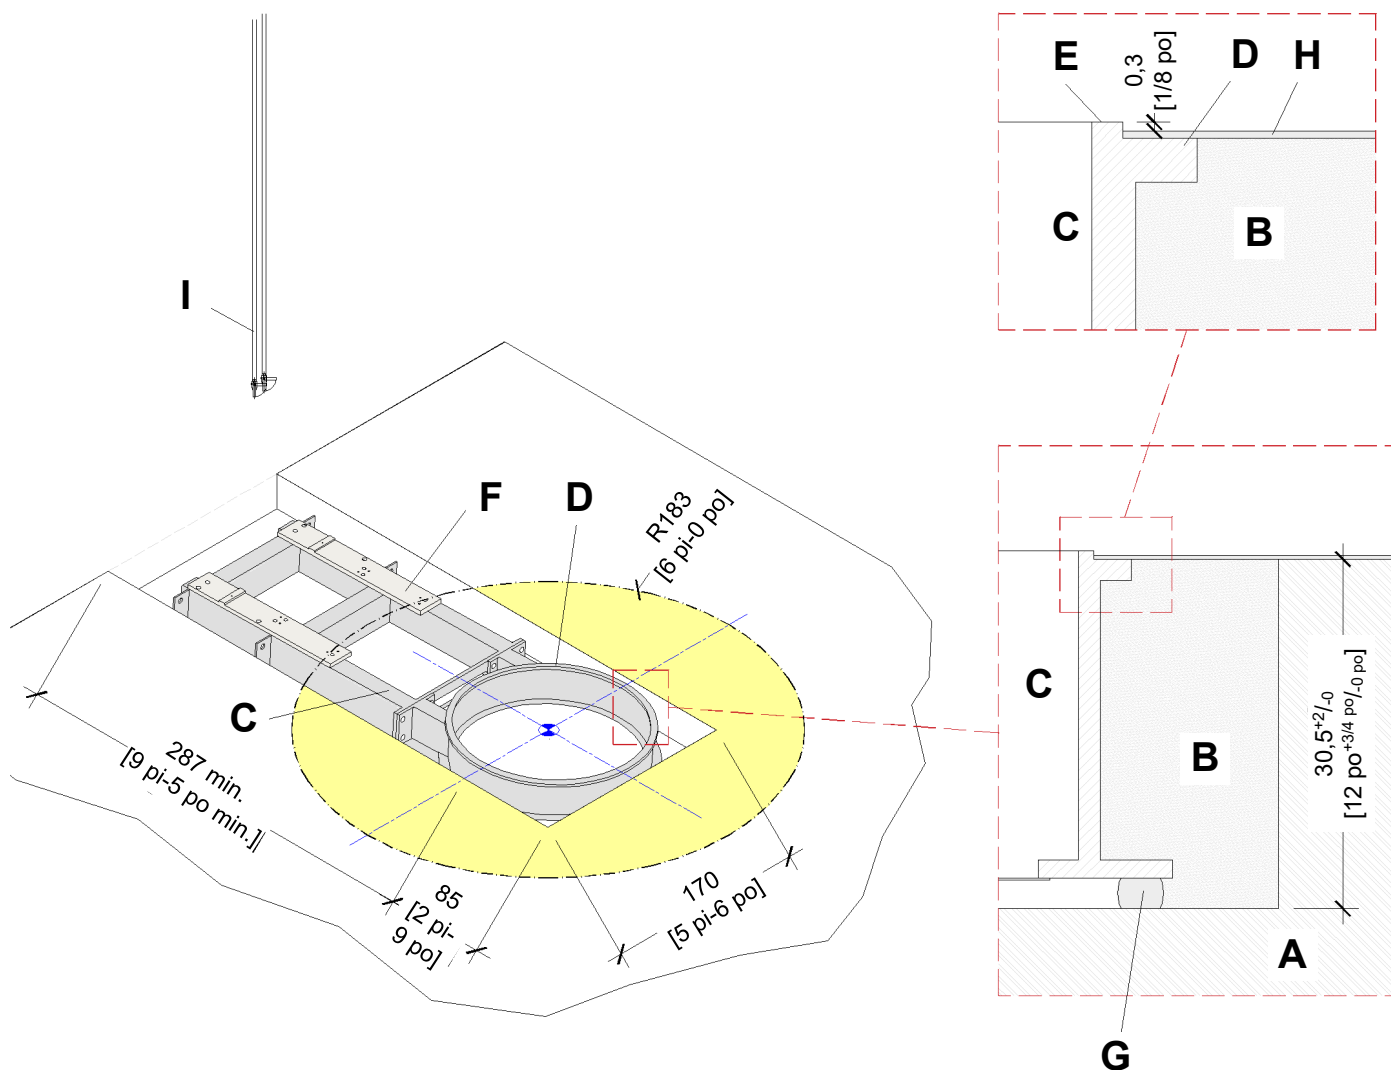 E
0,3
[1/8 po]
D
H
C
B
I
F
D
R183
[6 pi-0 po]
C
287 min.
[9 pi-5 po min.]
85
[2 pi-
9 po]
170
[5 pi-6 po]
C
B
30,5+2/-0
[12 po+3/4 po/-0 po]
A
G